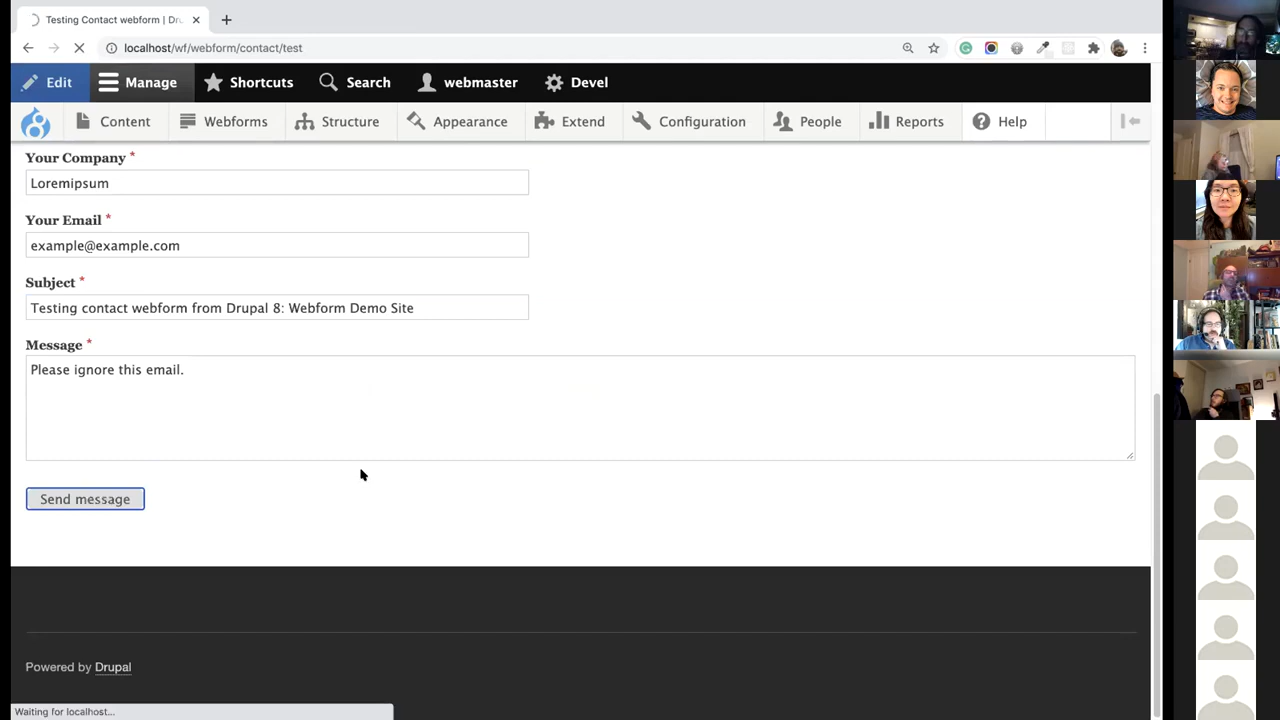 Testing Contact webform | Dru
localhost/wf/webform/contact/test
Edit Manage Shortcuts Search webmaster Devel
Content Webforms Structure Appearance Extend Configuration People Reports Help
Your Company *
Loremipsum
Your Email *
example@example.com
Subject *
Testing contact webform from Drupal 8: Webform Demo Site
Message *
Please ignore this email.
Send message
Powered by Drupal
Waiting for localhost...